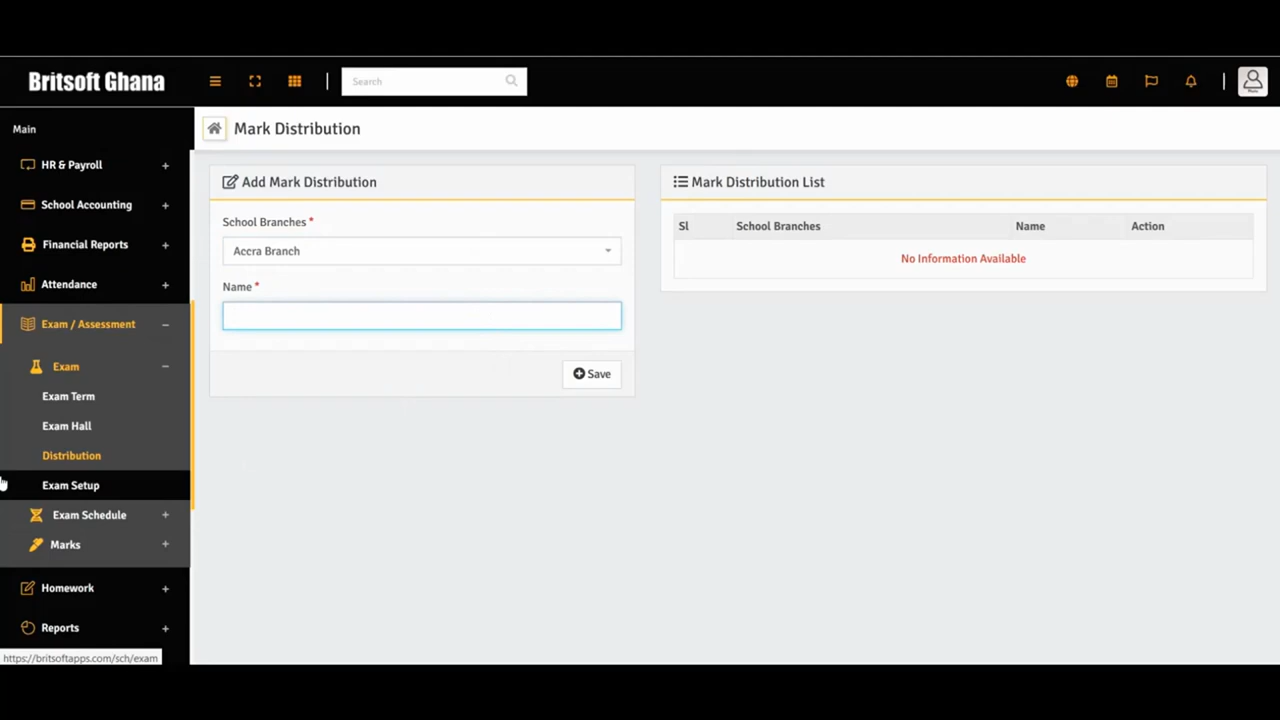 Britsoft Ghana
Search
Main
HR & Payroll
School Accounting
Financial Reports
Attendance
Exam / Assessment
Exam
Exam Term
Exam Hall
Distribution
Exam Setup
Exam Schedule
Marks
Homework
Reports
https://britsoftapps.com/sch/exam
Mark Distribution
Add Mark Distribution
School Branches *
Accra Branch
Name *
Save
Mark Distribution List
Sl School Branches Name Action
No Information Available